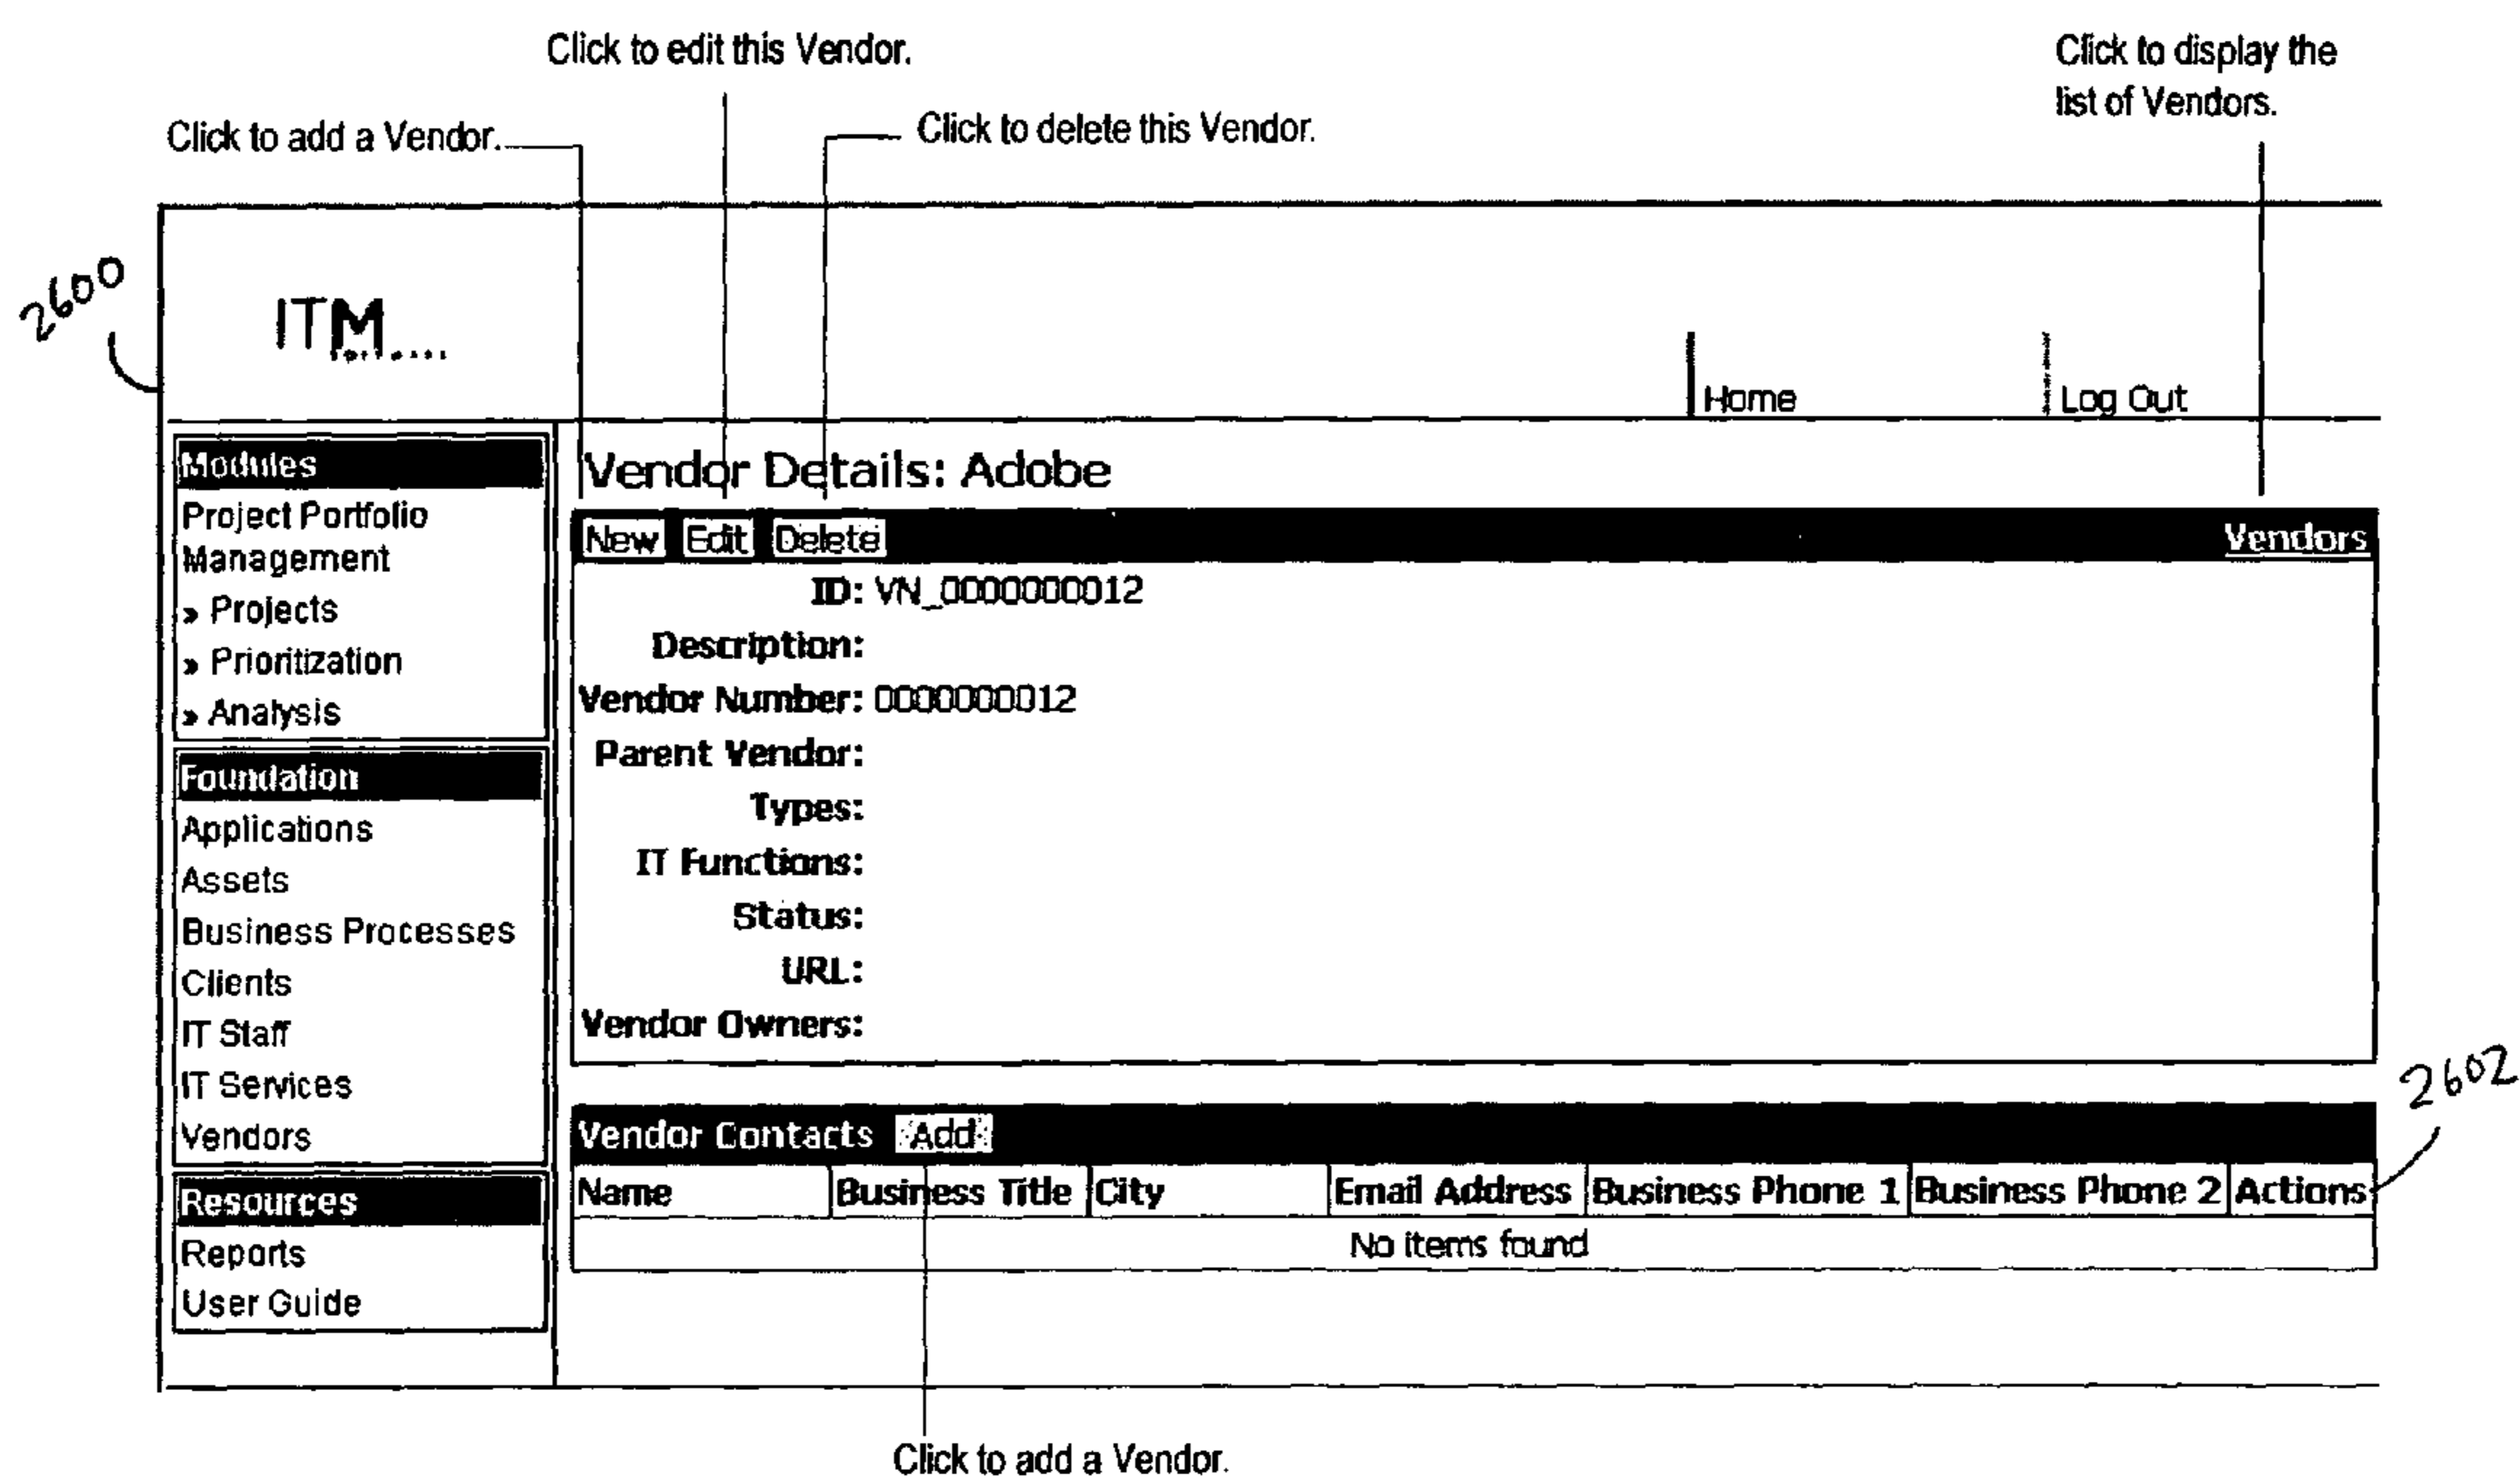 Click to edit this Vendor.
Click to display the
list of Vendors.
Click to add a Vendor.
Click to delete this Vendor.
2600
ITM
Home
Log Out
Modules
Project Portfolio
Management
» Projects
» Prioritization
» Analysis
Foundation
Applications
Assets
Business Processes
Clients
IT Staff
IT Services
Vendors
Resources
Reports
User Guide
Vendor Details: Adobe
New Edit Delete Vendors
ID: VN_0000000012
Description:
Vendor Number: 0000000012
Parent Vendor:
Types:
IT Functions:
Status:
URL:
Vendor Owners:
2602
Vendor Contacts Add
Name Business Title City Email Address Business Phone 1 Business Phone 2 Actions
No items found
Click to add a Vendor.